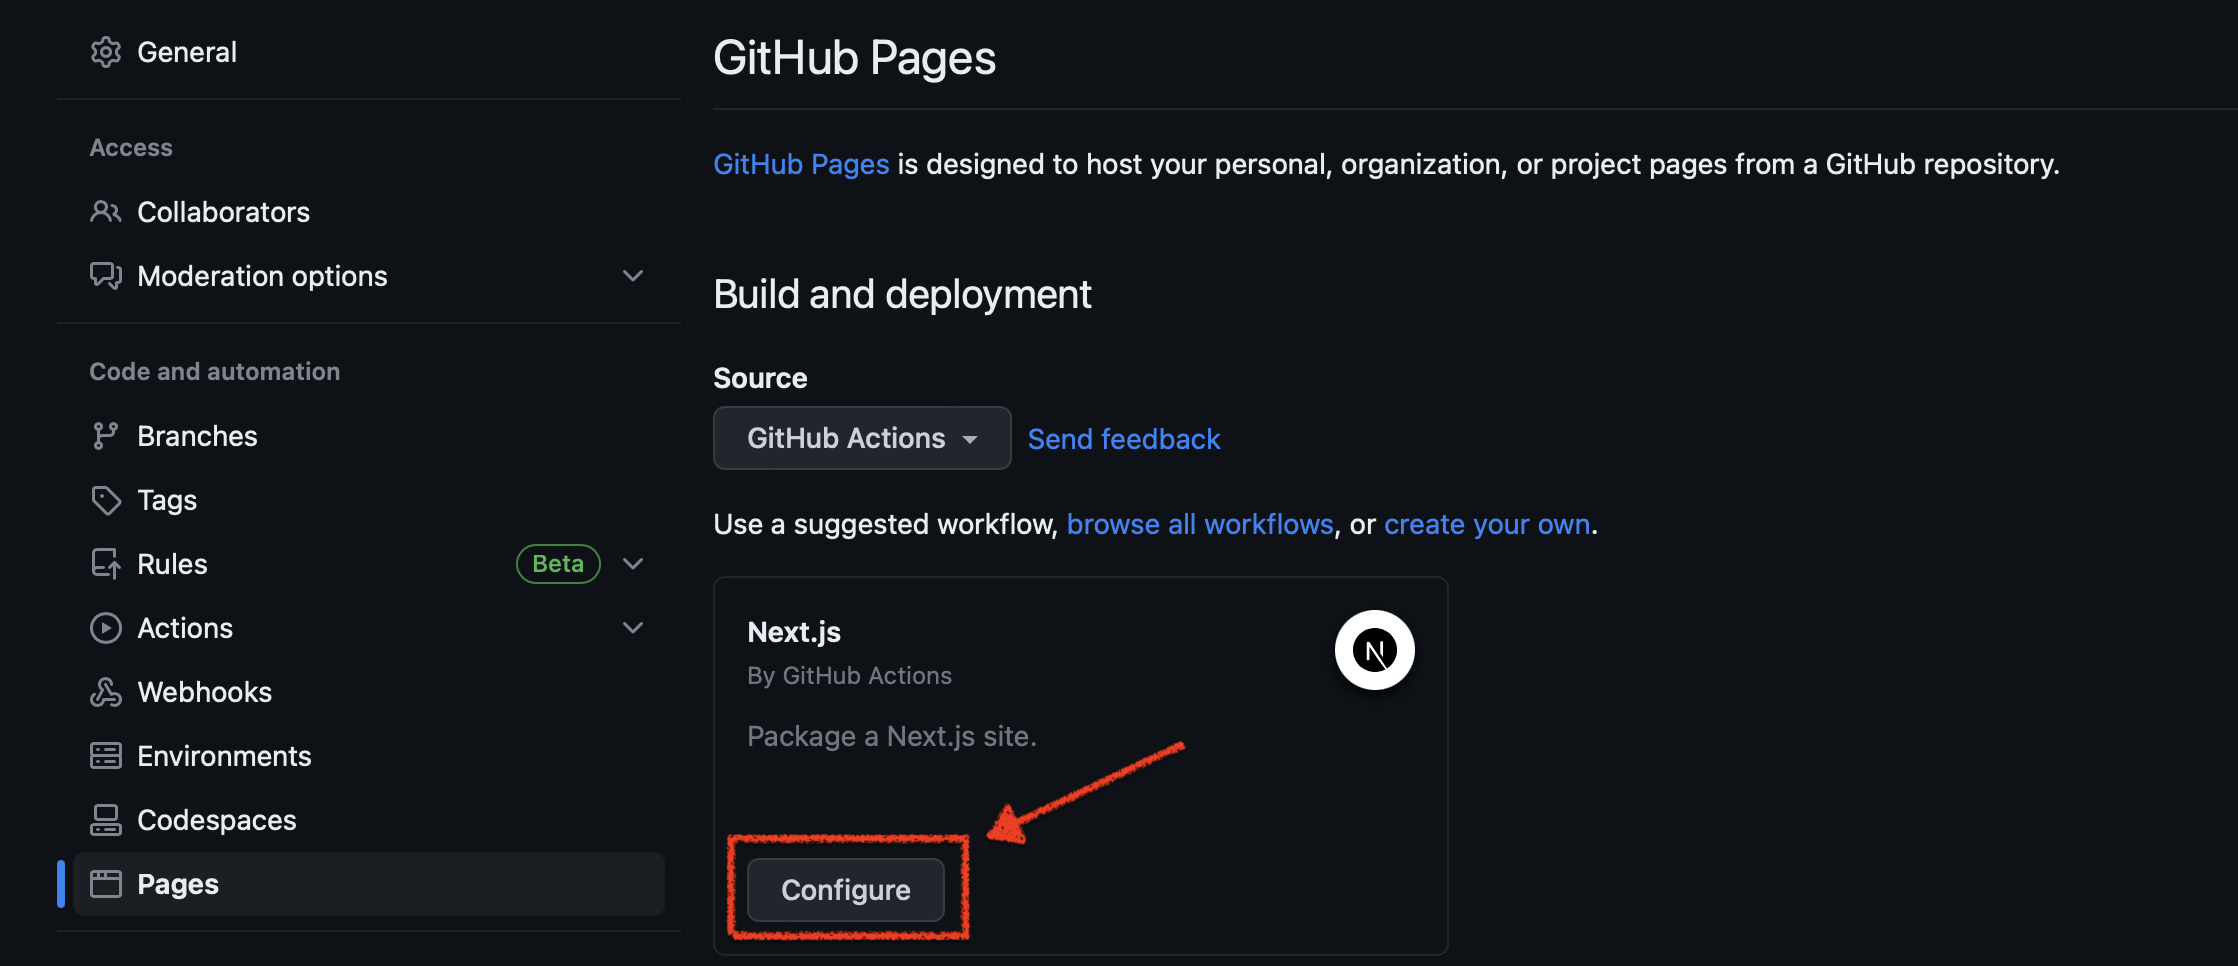 General
Access
Collaborators
Moderation options
Code and automation
Branches
Tags
Rules Beta
Actions
Webhooks
Environments
Codespaces
Pages
GitHub Pages
GitHub Pages is designed to host your personal, organization, or project pages from a GitHub repository.
Build and deployment
Source
GitHub Actions Send feedback
Use a suggested workflow, browse all workflows, or create your own.
Next.js
N
By GitHub Actions
Package a Next.js site.
Configure